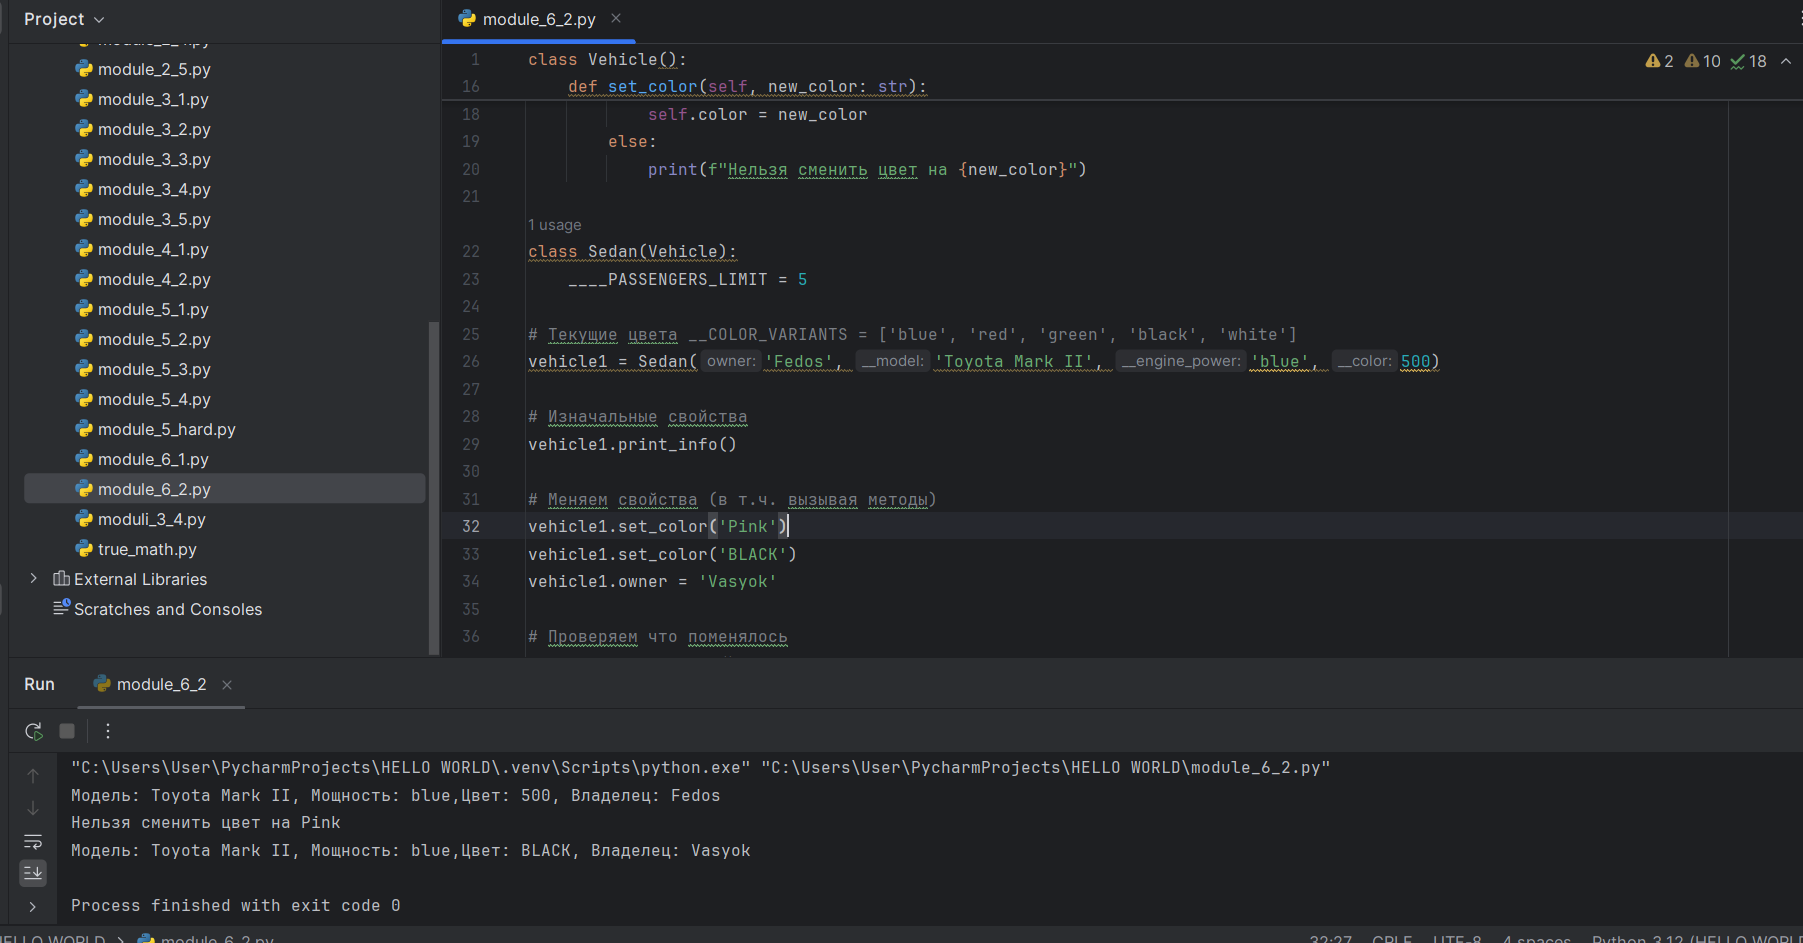 Project
module_6_2.py
module_2_5.py
module_3_1.py
module_3_2.py
module_3_3.py
module_3_4.py
module_3_5.py
module_4_1.py
module_4_2.py
module_5_1.py
module_5_2.py
module_5_3.py
module_5_4.py
module_5_hard.py
module_6_1.py
module_6_2.py
moduli_3_4.py
true_math.py
External Libraries
Scratches and Consoles
2 10 18
1 class Vehicle():
16 def set_color(self, new_color: str):
18 self.color = new_color
19 else:
20 print(f"Нельзя сменить цвет на {new_color}")
21
1 usage
22 class Sedan(Vehicle):
23 ____PASSENGERS_LIMIT = 5
24
25 # Текущие цвета __COLOR_VARIANTS = ['blue', 'red', 'green', 'black', 'white']
26 vehicle1 = Sedan( owner: 'Fedos', __model: 'Toyota Mark II', __engine_power: 'blue', __color: 500)
27
28 # Изначальные свойства
29 vehicle1.print_info()
30
31 # Меняем свойства (в т.ч. вызывая методы)
32 vehicle1.set_color('Pink')
33 vehicle1.set_color('BLACK')
34 vehicle1.owner = 'Vasyok'
35
36 # Проверяем что поменялось
Run module_6_2
"C:\Users\User\PycharmProjects\HELLO WORLD\.venv\Scripts\python.exe" "C:\Users\User\PycharmProjects\HELLO WORLD\module_6_2.py"
Модель: Toyota Mark II, Мощность: blue,Цвет: 500, Владелец: Fedos
Нельзя сменить цвет на Pink
Модель: Toyota Mark II, Мощность: blue,Цвет: BLACK, Владелец: Vasyok
Process finished with exit code 0
HELLO WORLD module_6_2.py 32:27 CRLF UTF-8 4 spaces Python 3.12 (HELLO WORLD